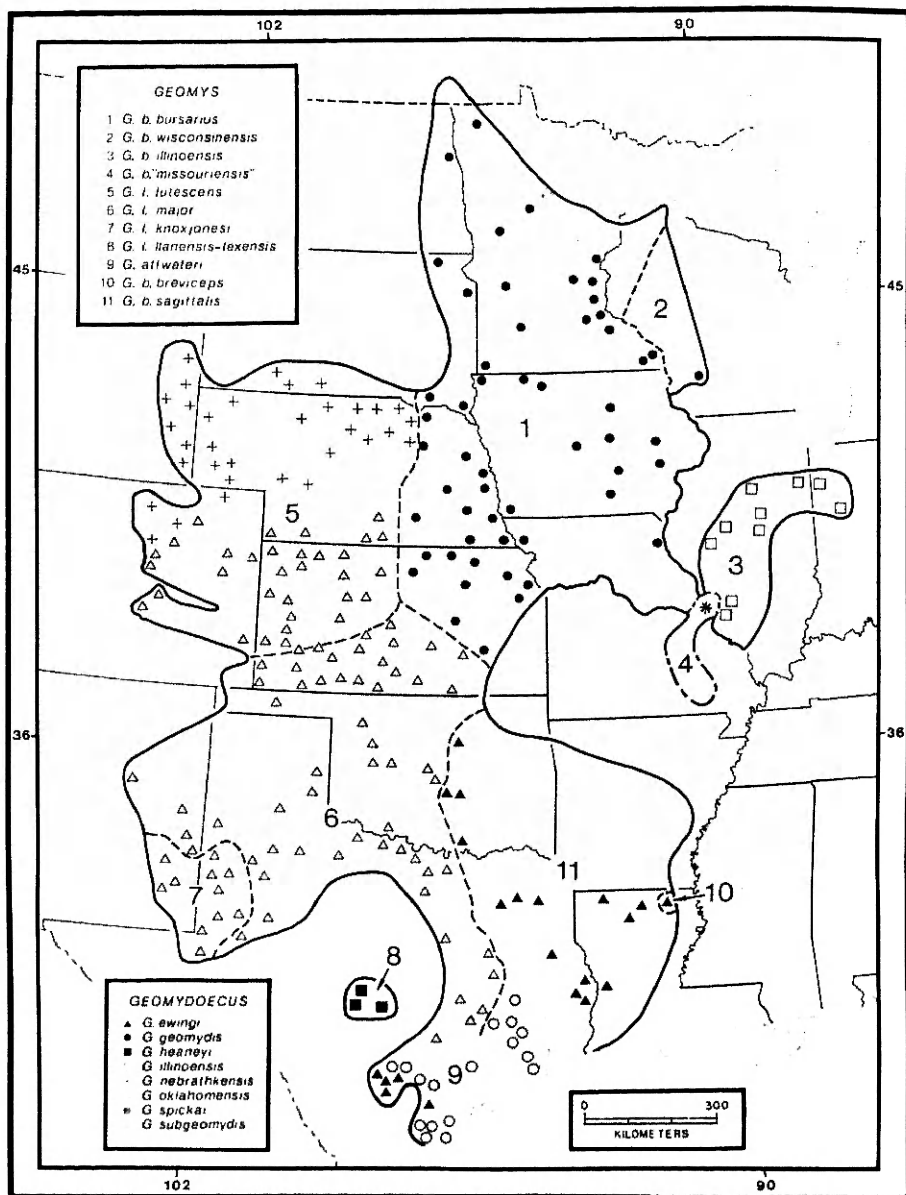 102
90
GEOMYS
1 G. b. bursarius
2 G. b. wisconsinensis
3 G. b. illinoensis
4 G. b."missouriensis"
5 G. l. lutescens
6 G. l. major
7 G. l. knoxjonesi
8 G. l. llanensis-texensis
9 G. attwateri
10 G. b. breviceps
11 G. b. sagittalis
45
45
2
1
5
3
4
36
36
6
11
7
10
8
9
GEOMYDOECUS
▲ G ewingi
● G geomydis
■ G heaneyi
G illinoensis
G nebrathkensis
G oklahomensis
✳ G spickai
G subgeomydis
0 300
KILOMETERS
102
90